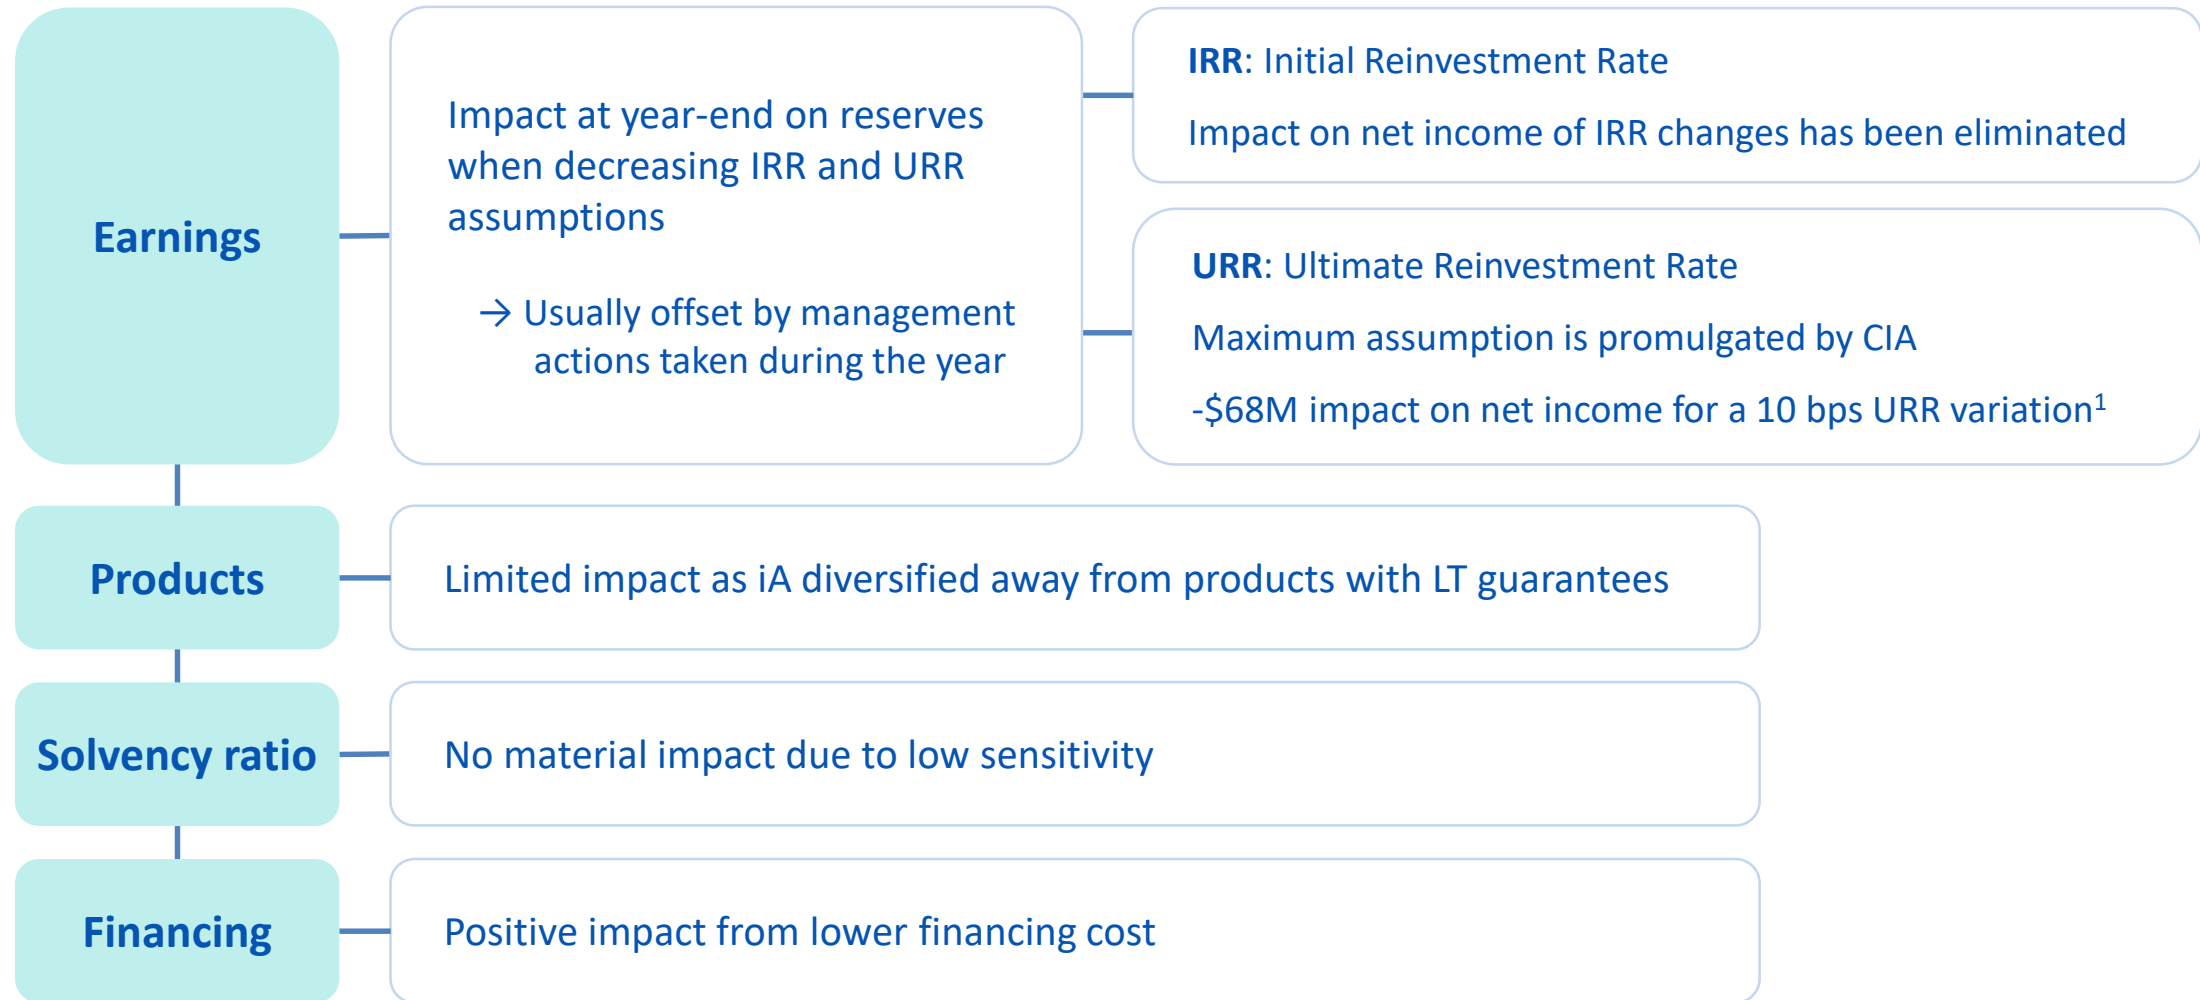 Earnings
Impact at year-end on reserves
when decreasing IRR and URR
assumptions
→ Usually offset by management
actions taken during the year
IRR: Initial Reinvestment Rate
Impact on net income of IRR changes has been eliminated
URR: Ultimate Reinvestment Rate
Maximum assumption is promulgated by CIA
-$68M impact on net income for a 10 bps URR variation¹
Products
Limited impact as iA diversified away from products with LT guarantees
Solvency ratio
No material impact due to low sensitivity
Financing
Positive impact from lower financing cost